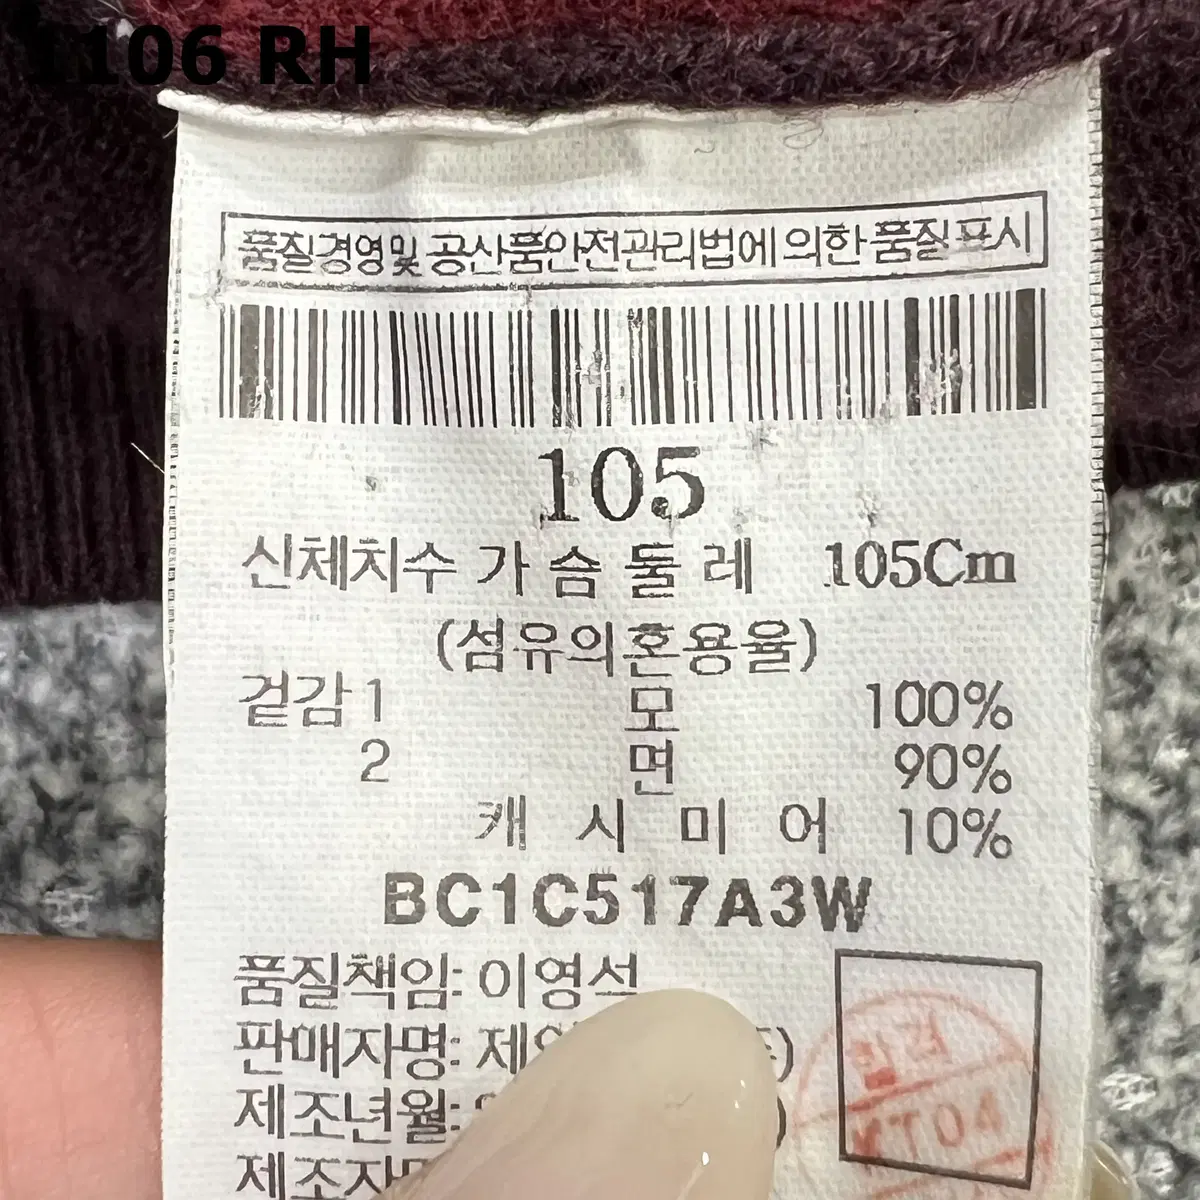 1106 RH
품질경영및 공산품안전관리법에 의한 품질표시
105
신체치수 가 슴 둘 레 105Cm
(섬유의혼용율)
겉감 1 모 100%
2 면 90%
캐 시 미 어 10%
BC1C517A3W
품질책임: 이영석
판매자명:
제조년월:
KT04